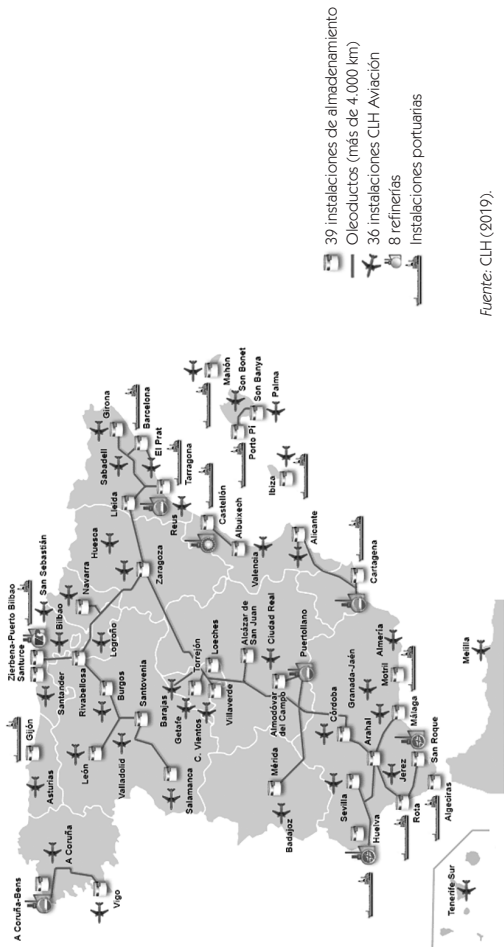 A Coruña-Bens
A Coruña
Vigo
Asturias
Gijón
Santander
Zierbena-Puerto Bilbao
Santurce
Bilbao
San Sebastián
Navarra
Rivabellosa
Logroño
León
Burgos
Huesca
Zaragoza
Lleida
Sabadell
Girona
Barcelona
El Prat
Tarragona
Reus
Valladolid
Santovenia
Salamanca
Barajas
Getafe
C. Vientos
Torrejón
Loeches
Villaverde
Alcázar de
San Juan
Ciudad Real
Puertollano
Almodóvar
del Campo
Mérida
Badajoz
Castellón
Albuixech
Valencia
Alicante
Cartagena
Ibiza
Porto Pí
Son Banya
Son Bonet
Palma
Mahón
Córdoba
Granada-Jaén
Arahal
Sevilla
Huelva
Jerez
Rota
Málaga
Motril
Almería
San Roque
Algeciras
Melilla
Tenerife Sur
39 instalaciones de almadenamiento
Oleoductos (más de 4.000 km)
36 instalaciones CLH Aviación
8 refinerías
Instalaciones portuarias
Fuente: CLH (2019).